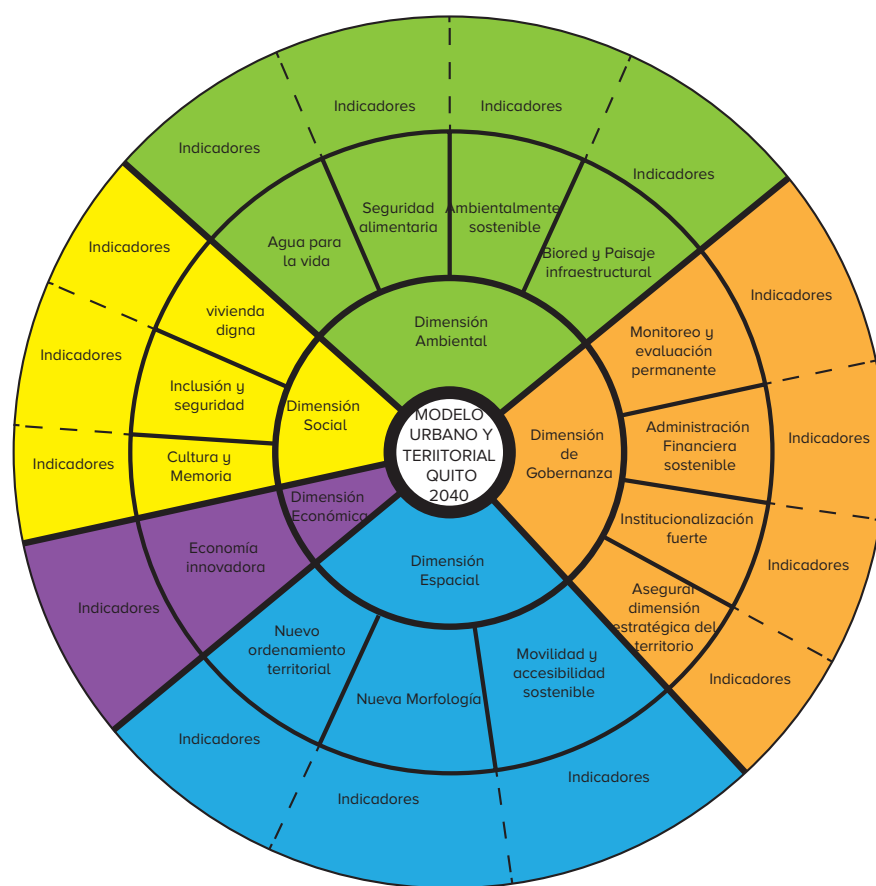 MODELO
URBANO Y
TERIITORIAL
QUITO
2040
Dimensión
Ambiental
Agua para
la vida
Indicadores
Seguridad
alimentaria
Indicadores
Ambientalmente
sostenible
Indicadores
Biored y Paisaje
infraestructural
Indicadores
Dimensión
de
Gobernanza
Monitoreo y
evaluación
permanente
Indicadores
Administración
Financiera
sostenible
Indicadores
Institucionalización
fuerte
Indicadores
Asegurar
dimensión
estratégica del
territorio
Indicadores
Dimensión
Espacial
Movilidad y
accesibilidad
sostenible
Indicadores
Nueva Morfología
Indicadores
Nuevo
ordenamiento
territorial
Indicadores
Dimensión
Económica
Economía
innovadora
Indicadores
Dimensión
Social
Cultura y
Memoria
Indicadores
Inclusión y
seguridad
Indicadores
vivienda
digna
Indicadores